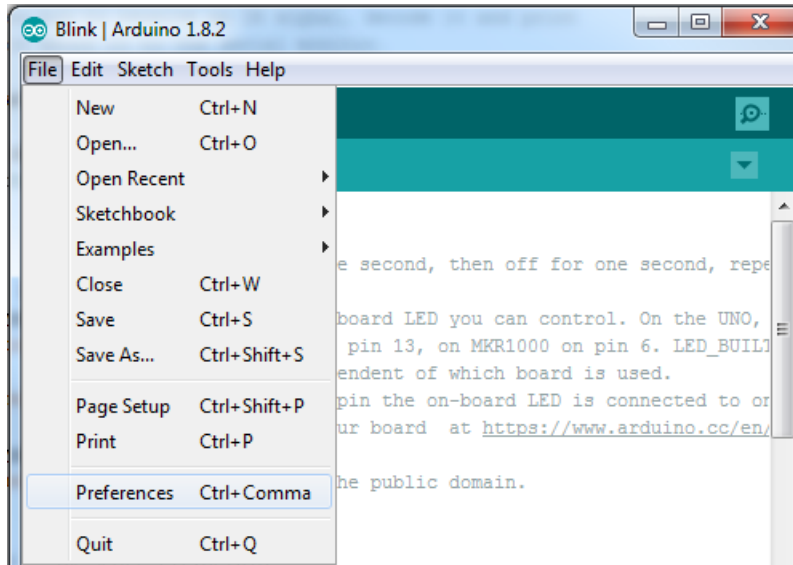 Blink | Arduino 1.8.2
File Edit Sketch Tools Help
New Ctrl+N
Open... Ctrl+O
Open Recent
Sketchbook
Examples
Close Ctrl+W
Save Ctrl+S
Save As... Ctrl+Shift+S
Page Setup Ctrl+Shift+P
Print Ctrl+P
Preferences Ctrl+Comma
Quit Ctrl+Q
e second, then off for one second, repe
board LED you can control. On the UNO,
pin 13, on MKR1000 on pin 6. LED_BUILT
endent of which board is used.
pin the on-board LED is connected to on
ur board at https://www.arduino.cc/en/
he public domain.